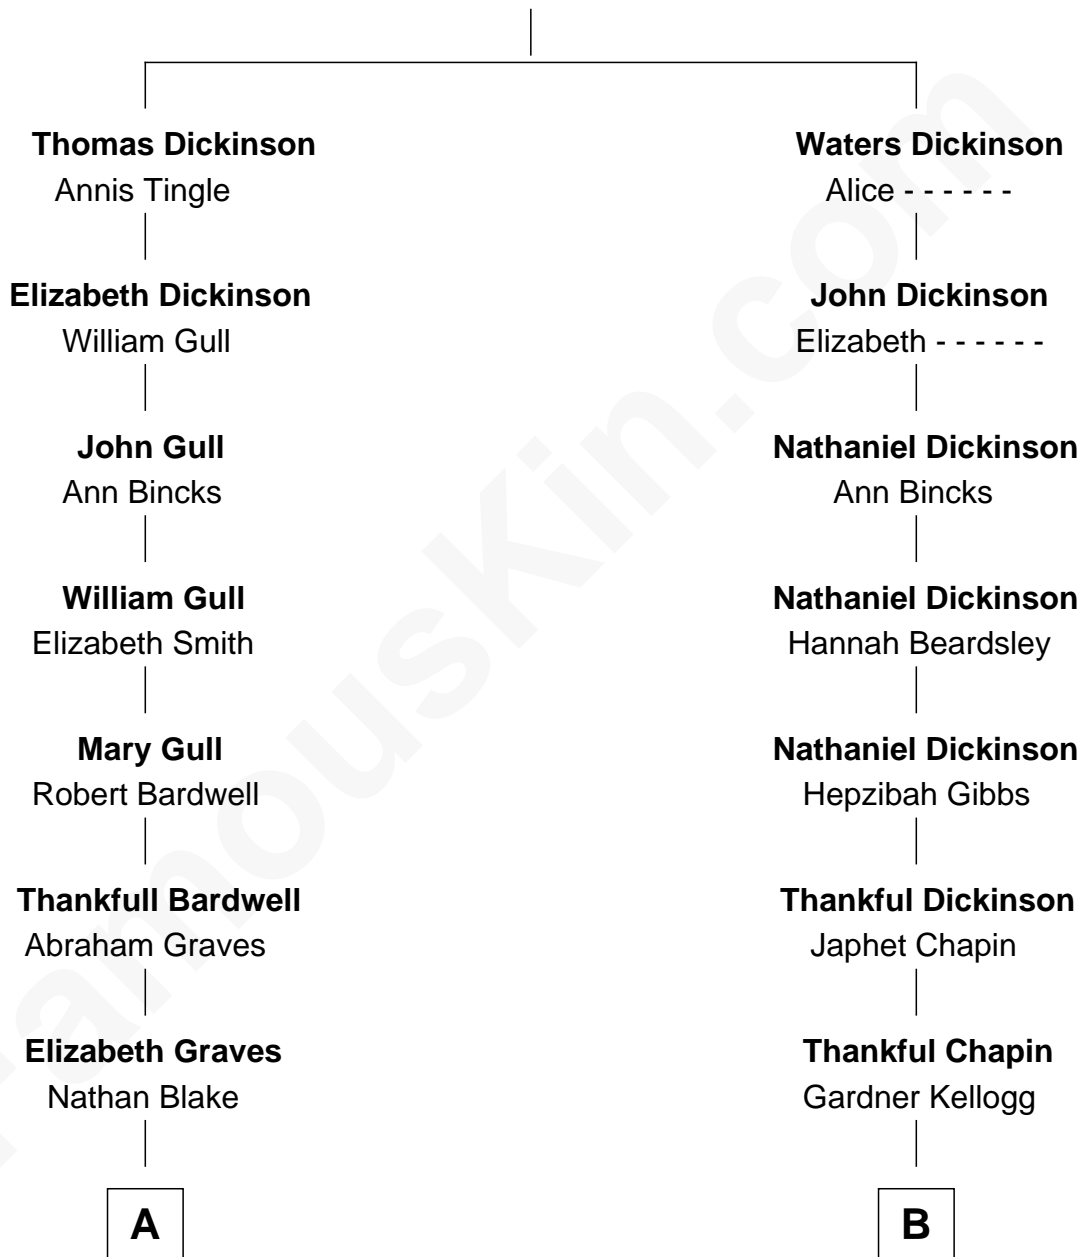 Thomas Dickinson
Annis Tingle
Elizabeth Dickinson
William Gull
John Gull
Ann Bincks
William Gull
Elizabeth Smith
Mary Gull
Robert Bardwell
Thankfull Bardwell
Abraham Graves
Elizabeth Graves
Nathan Blake
A
Waters Dickinson
Alice - - - - - -
John Dickinson
Elizabeth - - - - - -
Nathaniel Dickinson
Ann Bincks
Nathaniel Dickinson
Hannah Beardsley
Nathaniel Dickinson
Hepzibah Gibbs
Thankful Dickinson
Japhet Chapin
Thankful Chapin
Gardner Kellogg
B
FamousKin.com